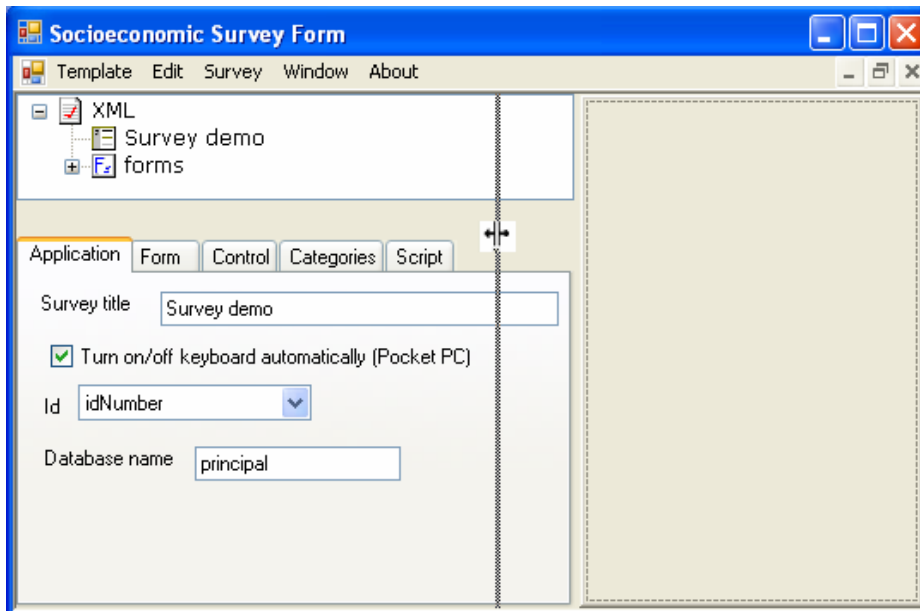 Socioeconomic Survey Form
Template Edit Survey Window About
XML
Survey demo
forms
Application Form Control Categories Script
Survey title Survey demo
Turn on/off keyboard automatically (Pocket PC)
Id idNumber
Database name principal